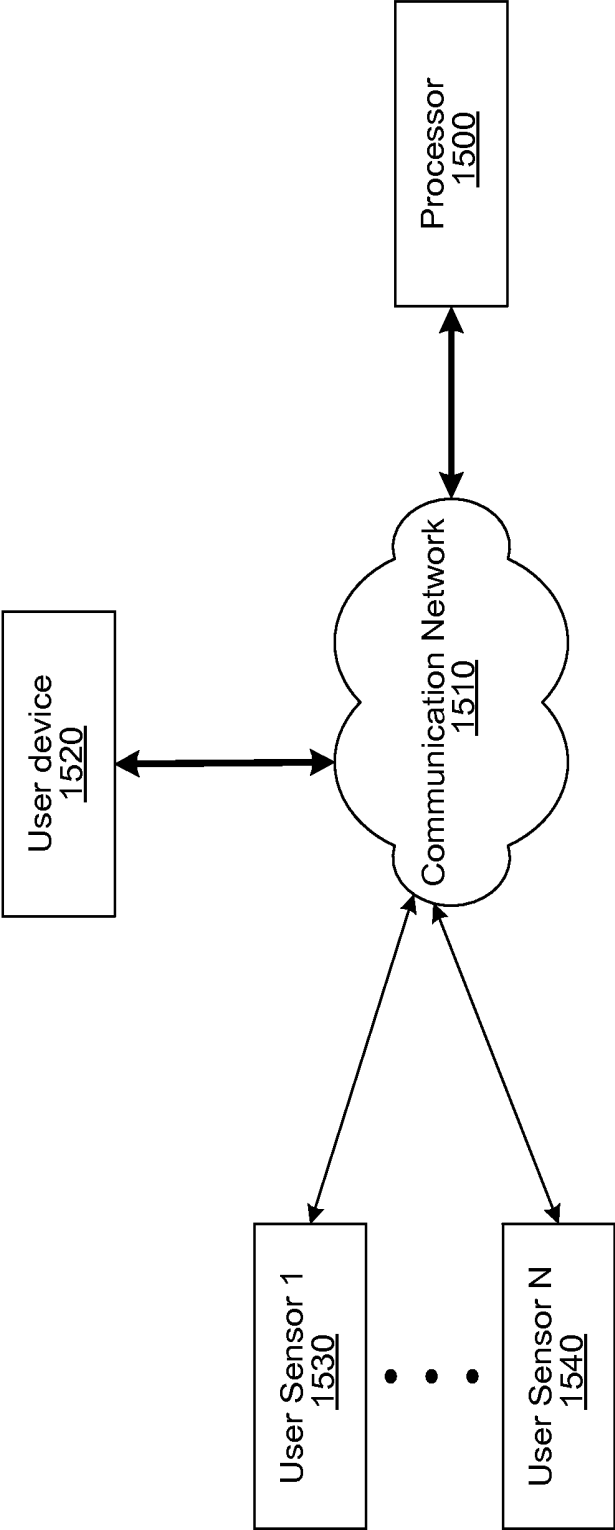 User device
1520
User Sensor 1
1530
User Sensor N
1540
Communication Network
1510
Processor
1500